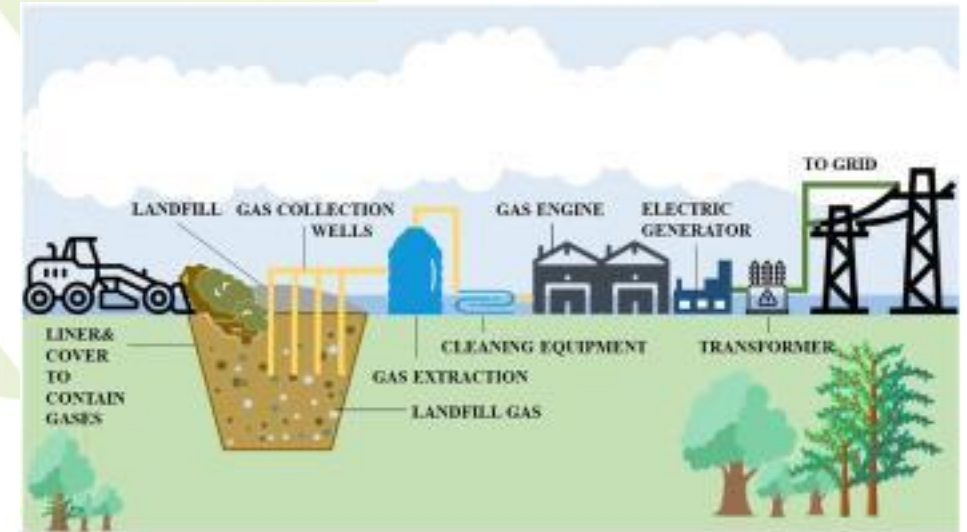 TO GRID
LANDFILL
GAS COLLECTION
WELLS
GAS ENGINE
ELECTRIC
GENERATOR
LINER&
COVER
TO
CONTAIN
GASES
CLEANING EQUIPMENT
TRANSFORMER
GAS EXTRACTION
LANDFILL GAS